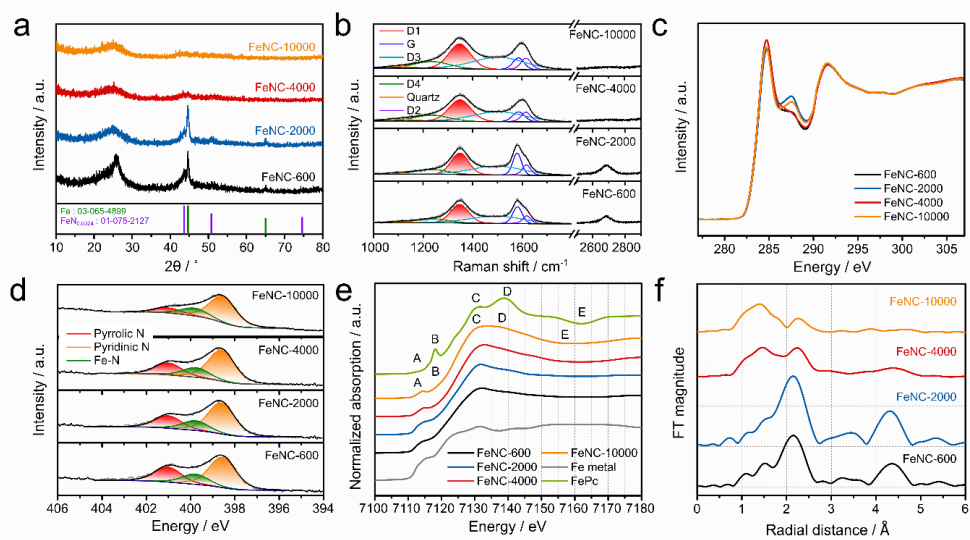 a
FeNC-10000
FeNC-4000
FeNC-2000
FeNC-600
Fe : 03-065-4899
FeN0.0324 : 01-075-2127
10 20 30 40 50 60 70 80
2θ / °
Intensity / a.u.
b
D1
G
D3
D4
Quartz
D2
FeNC-10000
FeNC-4000
FeNC-2000
FeNC-600
1000 1200 1400 1600 2600 2800
Raman shift / cm-1
Intensity / a.u.
c
FeNC-600
FeNC-2000
FeNC-4000
FeNC-10000
280 285 290 295 300 305
Energy / eV
Intensity / a.u.
d
FeNC-10000
Pyrrolic N
Pyridinic N
Fe-N
FeNC-4000
FeNC-2000
FeNC-600
406 404 402 400 398 396 394
Energy / eV
Intensity / a.u.
e
A B C D E
A B C D E
FeNC-600
FeNC-2000
FeNC-4000
FeNC-10000
Fe metal
FePc
7100 7110 7120 7130 7140 7150 7160 7170 7180
Energy / eV
Normalized absorption / a.u.
f
FeNC-10000
FeNC-4000
FeNC-2000
FeNC-600
0 1 2 3 4 5 6
Radial distance / Å
FT magnitude